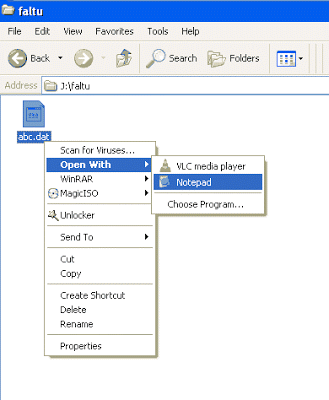 faltu
File Edit View Favorites Tools Help
Back Search Folders
Address J:\faltu
abc.dat
Scan for Viruses...
Open With
WinRAR
MagicISO
Unlocker
Send To
Cut
Copy
Create Shortcut
Delete
Rename
Properties
VLC media player
Notepad
Choose Program...